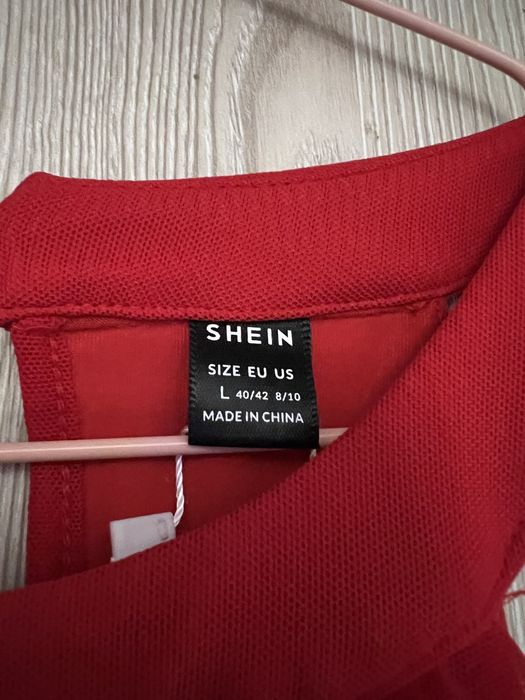 SHEIN
SIZE EU US
L 40/42 8/10
MADE IN CHINA